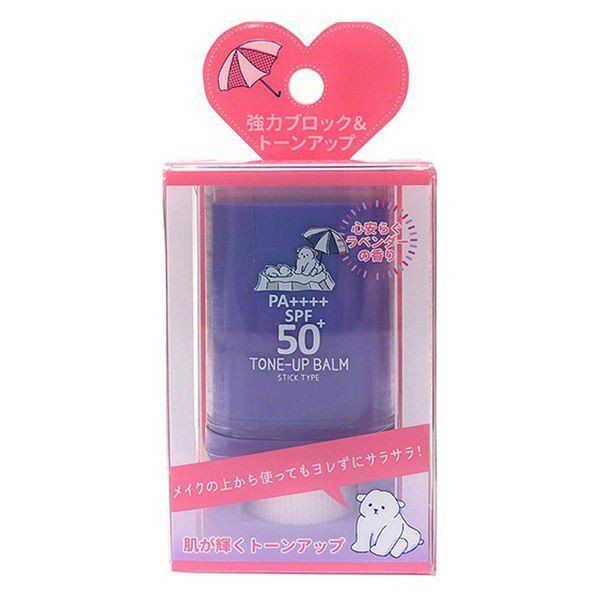 強力ブロック&
トーンアップ
心安らぐ
ラベンダー
の香り
PA++++
SPF
50+
TONE-UP BALM
STICK TYPE
メイクの上から使ってもヨレずにサラサラ!
肌が輝くトーンアップ